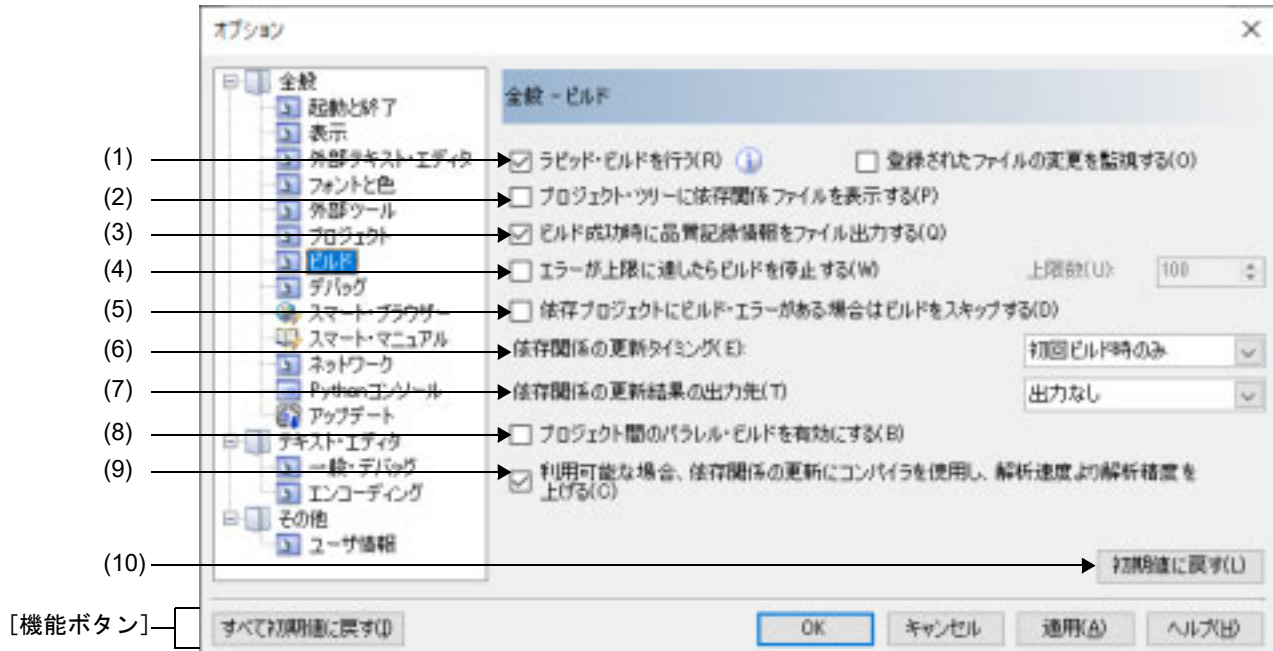 オプション
全般
起動と終了
表示
外部テキスト・エディタ
フォントと色
外部ツール
プロジェクト
ビルド
デバッグ
スマート・ブラウザー
スマート・マニュアル
ネットワーク
Pythonコンソール
アップデート
テキスト・エディタ
一般・デバッグ
エンコーディング
その他
ユーザ情報
全般 - ビルド
(1)
ラピッド・ビルドを行う(R)
登録されたファイルの変更を監視する(O)
(2)
プロジェクト・ツリーに依存関係ファイルを表示する(P)
(3)
ビルド成功時に品質記録情報をファイル出力する(Q)
(4)
エラーが上限に達したらビルドを停止する(W)
上限数(U):
100
(5)
依存プロジェクトにビルド・エラーがある場合はビルドをスキップする(D)
(6)
依存関係の更新タイミング(E):
初回ビルド時のみ
(7)
依存関係の更新結果の出力先(T)
出力なし
(8)
プロジェクト間のパラレル・ビルドを有効にする(B)
(9)
利用可能な場合、依存関係の更新にコンパイラを使用し、解析速度より解析精度を
上げる(C)
(10)
初期値に戻す(L)
[機能ボタン]
すべて初期値に戻す(I)
OK
キャンセル
適用(A)
ヘルプ(H)